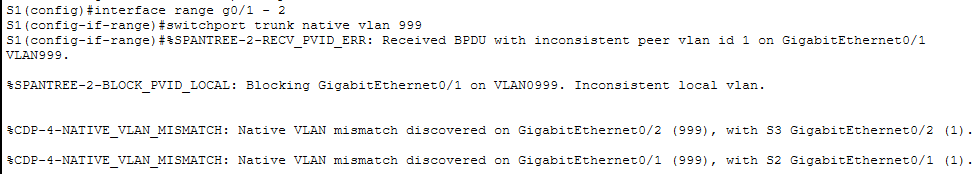 S1(config)#interface range g0/1 - 2
S1(config-if-range)#switchport trunk native vlan 999
S1(config-if-range)#%SPANTREE-2-RECV_PVID_ERR: Received BPDU with inconsistent peer vlan id 1 on GigabitEthernet0/1
VLAN999.
%SPANTREE-2-BLOCK_PVID_LOCAL: Blocking GigabitEthernet0/1 on VLAN0999. Inconsistent local vlan.
%CDP-4-NATIVE_VLAN_MISMATCH: Native VLAN mismatch discovered on GigabitEthernet0/2 (999), with S3 GigabitEthernet0/2 (1).
%CDP-4-NATIVE_VLAN_MISMATCH: Native VLAN mismatch discovered on GigabitEthernet0/1 (999), with S2 GigabitEthernet0/1 (1).